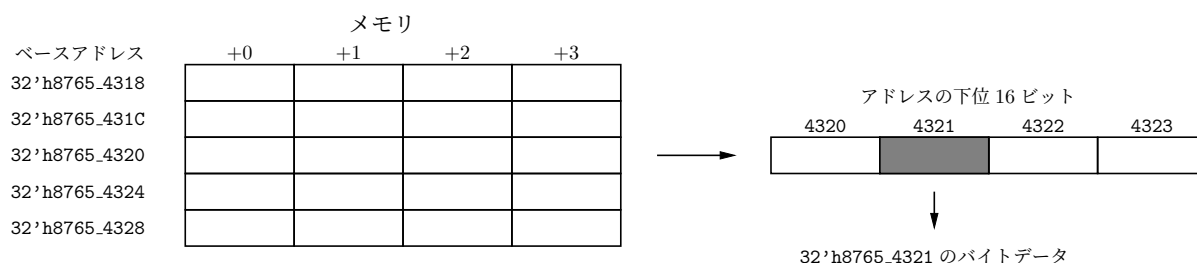 メモリ
ベースアドレス +0 +1 +2 +3
32'h8765_4318
32'h8765_431C
32'h8765_4320
32'h8765_4324
32'h8765_4328
アドレスの下位 16 ビット
4320 4321 4322 4323
32'h8765_4321 のバイトデータ